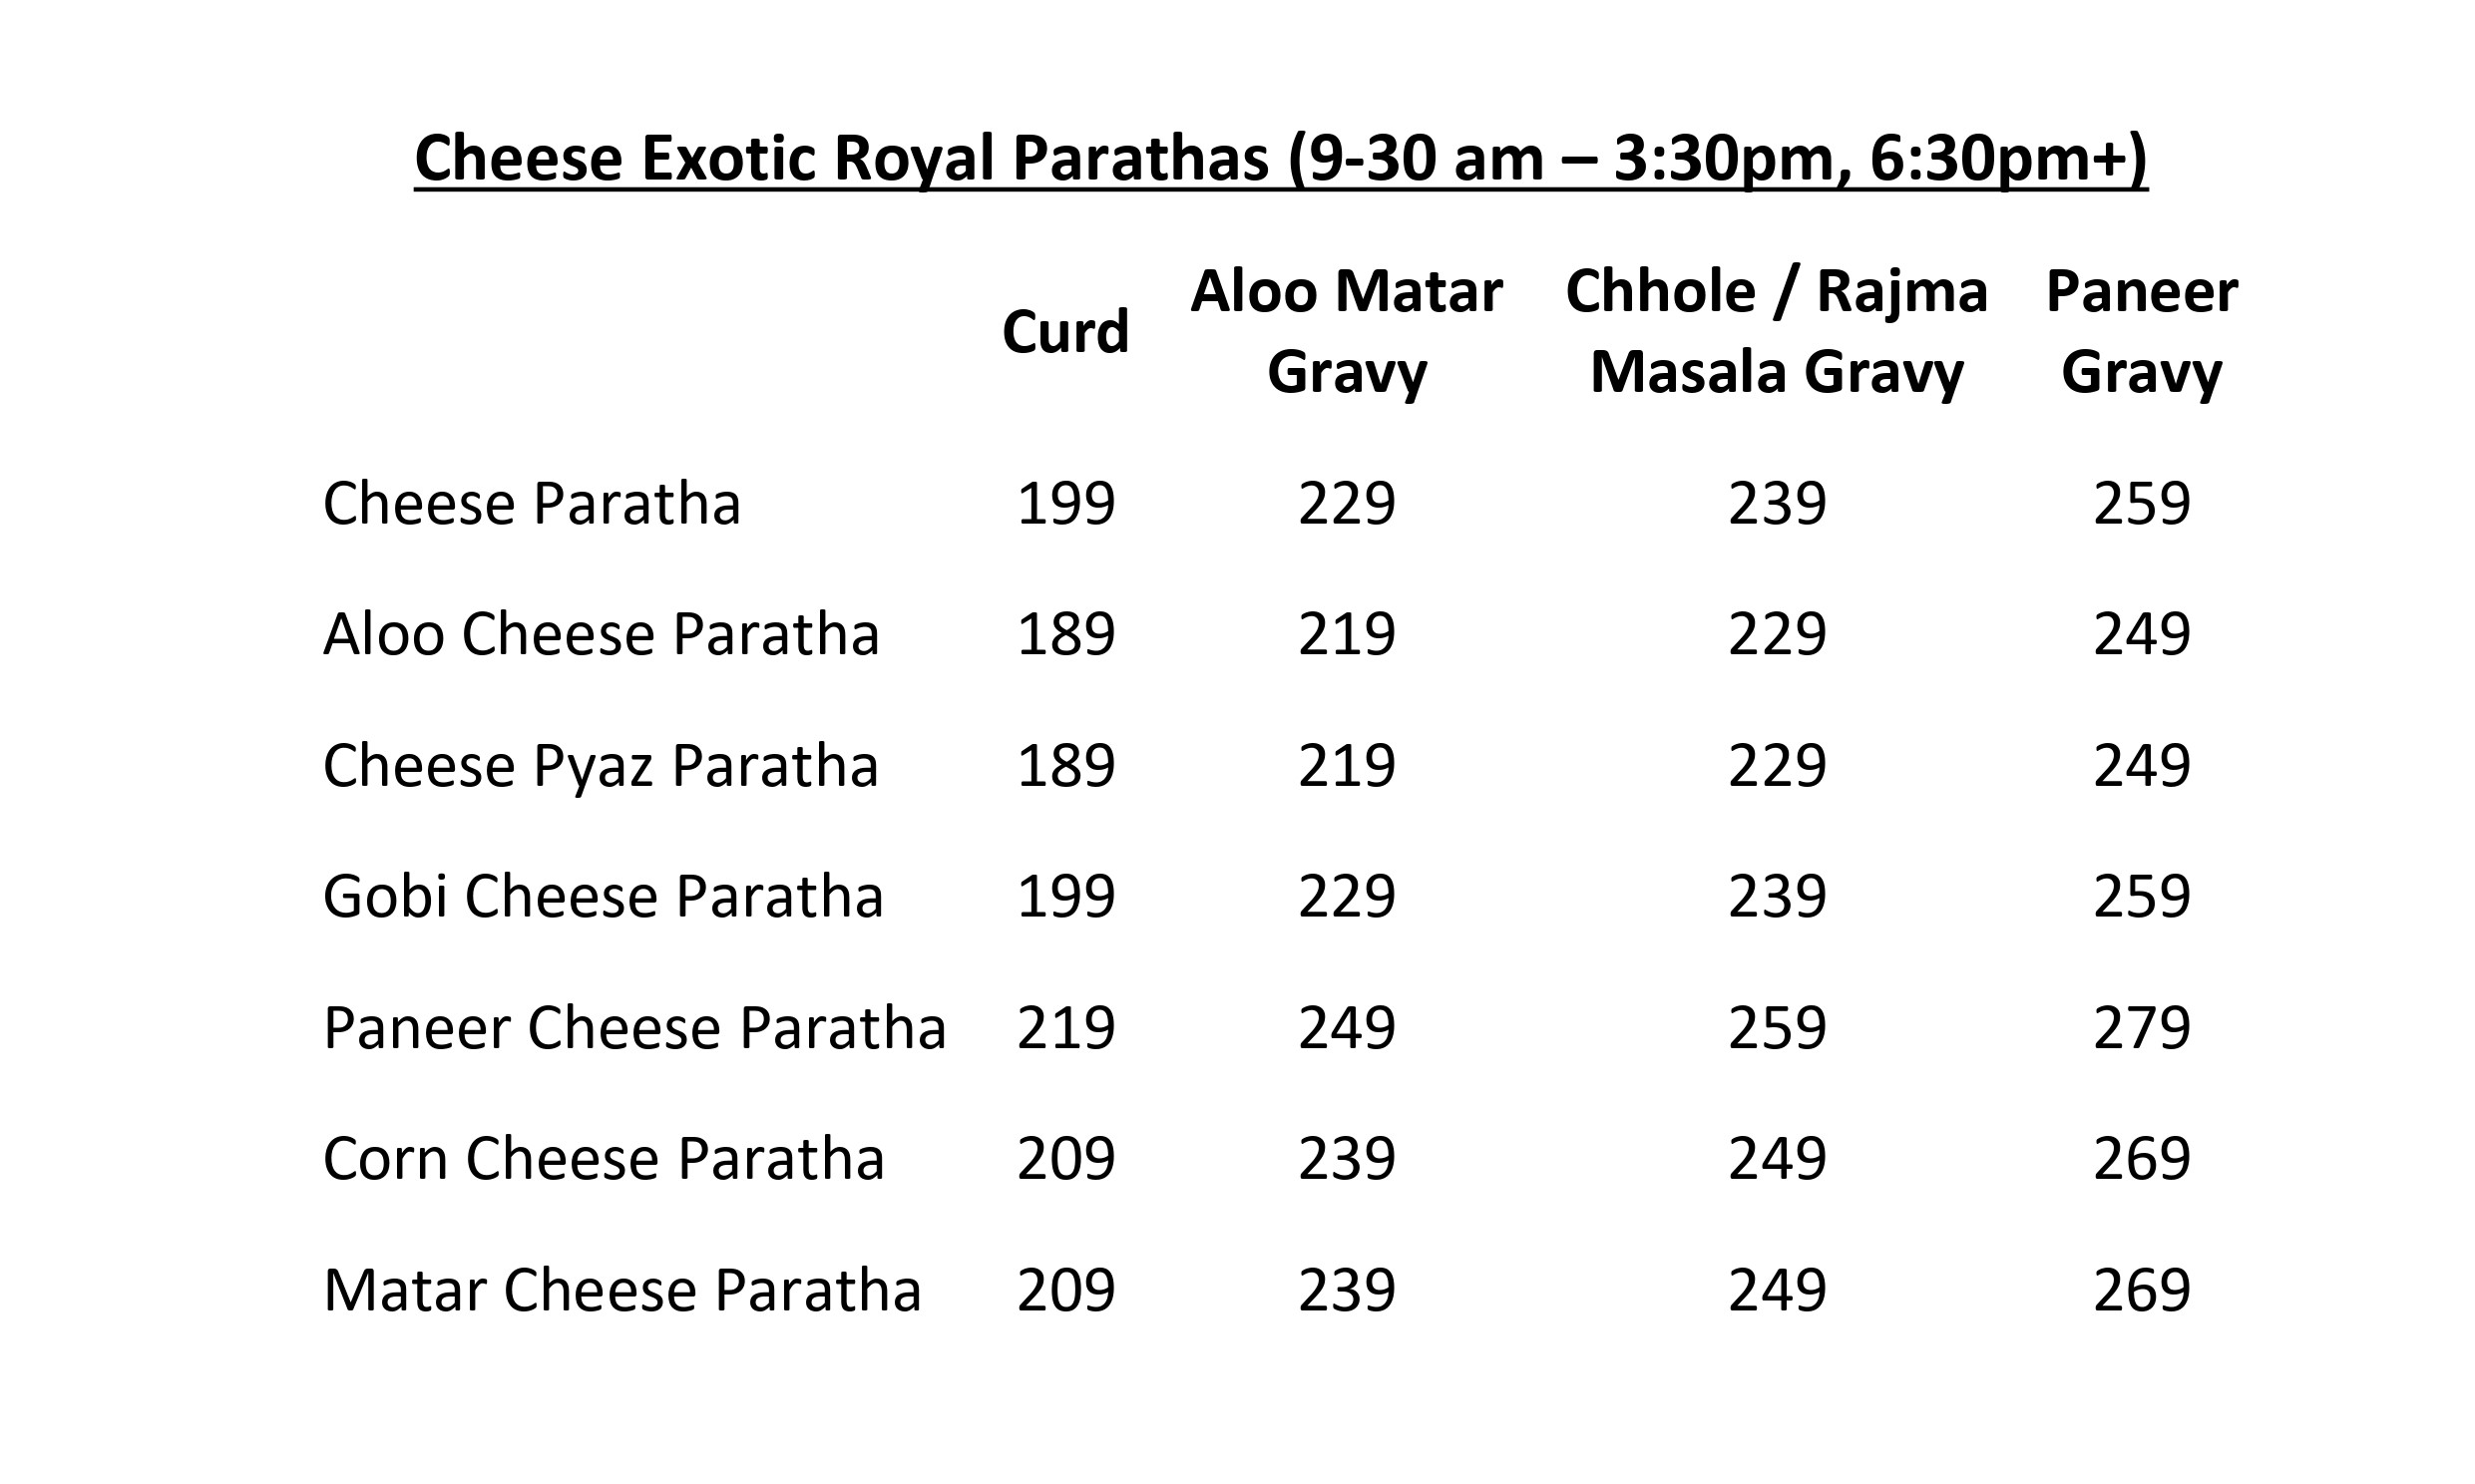 Cheese Exotic Royal Parathas (9-30 am – 3:30pm, 6:30pm+)
Curd Aloo Matar Gravy Chhole / Rajma Masala Gravy Paneer Gravy
Cheese Paratha 199 229 239 259
Aloo Cheese Paratha 189 219 229 249
Cheese Pyaz Paratha 189 219 229 249
Gobi Cheese Paratha 199 229 239 259
Paneer Cheese Paratha 219 249 259 279
Corn Cheese Paratha 209 239 249 269
Matar Cheese Paratha 209 239 249 269